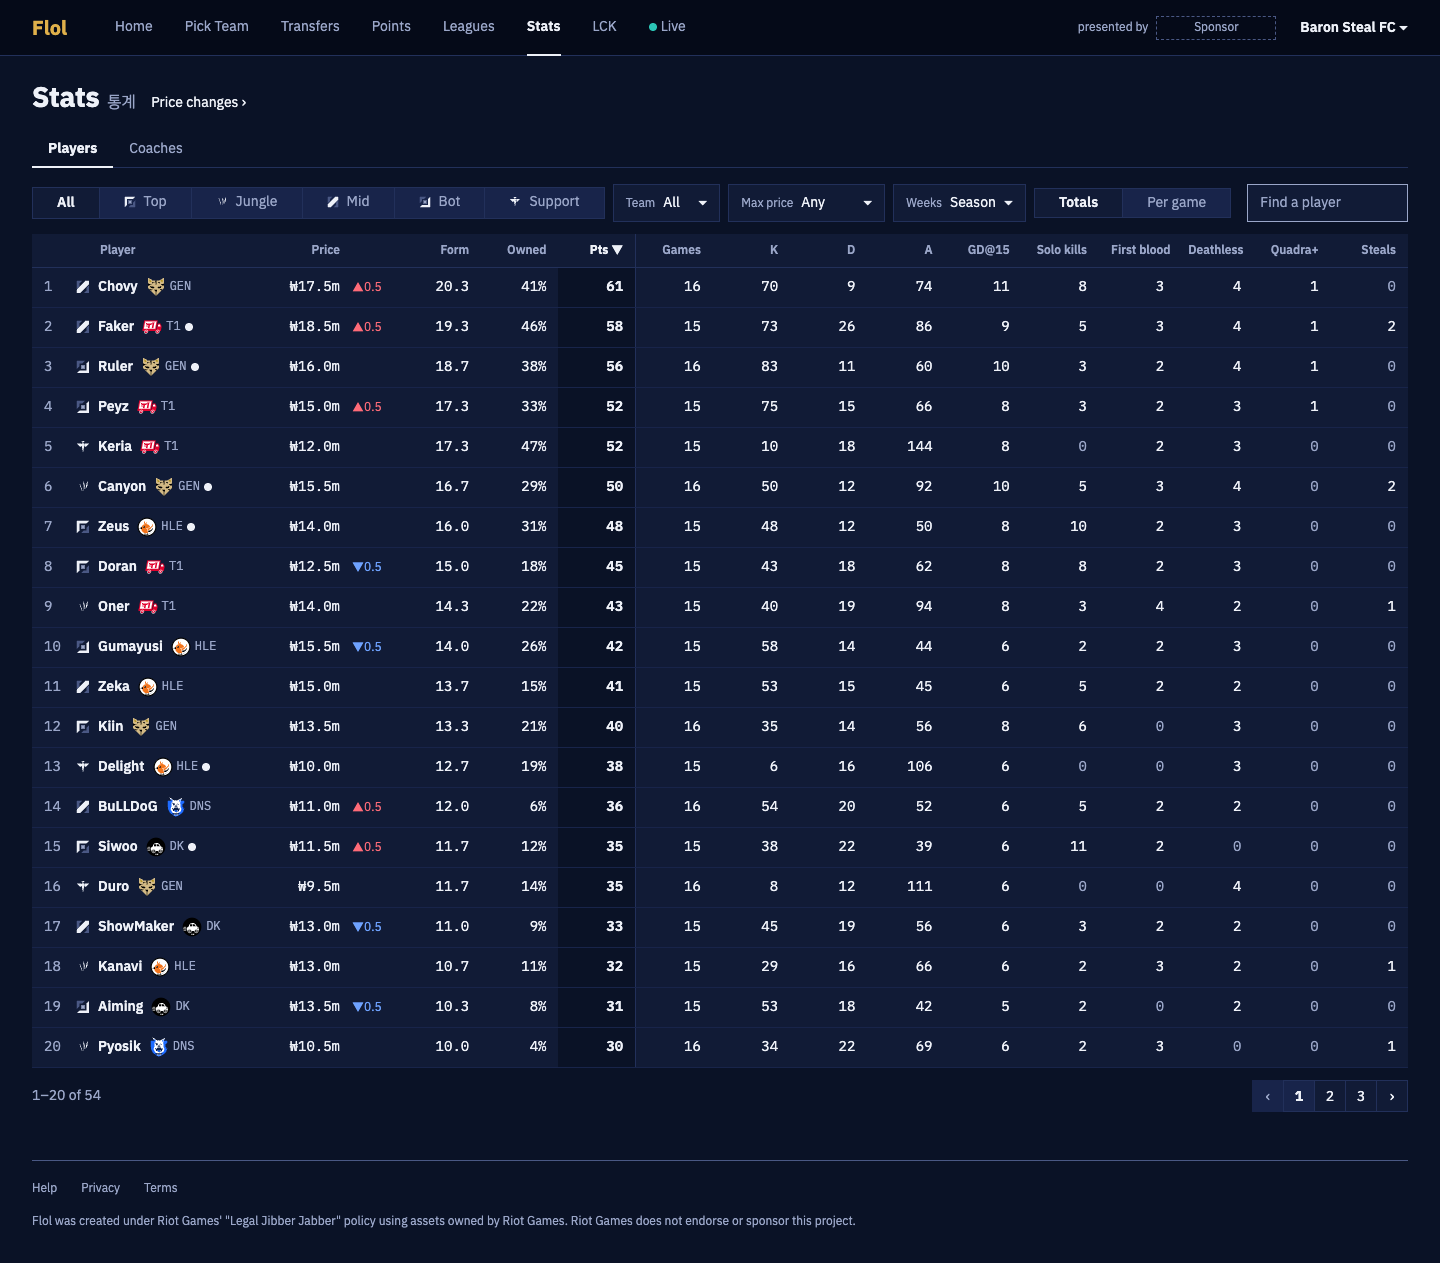 Flol Home Pick Team Transfers Points Leagues Stats LCK Live presented by Sponsor Baron Steal FC
Stats 통계 Price changes ›
Players Coaches
All Top Jungle Mid Bot Support Team All Max price Any Weeks Season Totals Per game Find a player
Player Price Form Owned Pts ▼ Games K D A GD@15 Solo kills First blood Deathless Quadra+ Steals
1 Chovy GEN ₩17.5m ▲0.5 20.3 41% 61 16 70 9 74 11 8 3 4 1 0
2 Faker T1 ₩18.5m ▲0.5 19.3 46% 58 15 73 26 86 9 5 3 4 1 2
3 Ruler GEN ₩16.0m 18.7 38% 56 16 83 11 60 10 3 2 4 1 0
4 Peyz T1 ₩15.0m ▲0.5 17.3 33% 52 15 75 15 66 8 3 2 3 1 0
5 Keria T1 ₩12.0m 17.3 47% 52 15 10 18 144 8 0 2 3 0 0
6 Canyon GEN ₩15.5m 16.7 29% 50 16 50 12 92 10 5 3 4 0 2
7 Zeus HLE ₩14.0m 16.0 31% 48 15 48 12 50 8 10 2 3 0 0
8 Doran T1 ₩12.5m ▼0.5 15.0 18% 45 15 43 18 62 8 8 2 3 0 0
9 Oner T1 ₩14.0m 14.3 22% 43 15 40 19 94 8 3 4 2 0 1
10 Gumayusi HLE ₩15.5m ▼0.5 14.0 26% 42 15 58 14 44 6 2 2 3 0 0
11 Zeka HLE ₩15.0m 13.7 15% 41 15 53 15 45 6 5 2 2 0 0
12 Kiin GEN ₩13.5m 13.3 21% 40 16 35 14 56 8 6 0 3 0 0
13 Delight HLE ₩10.0m 12.7 19% 38 15 6 16 106 6 0 0 3 0 0
14 BuLLDoG DNS ₩11.0m ▲0.5 12.0 6% 36 16 54 20 52 6 5 2 2 0 0
15 Siwoo DK ₩11.5m ▲0.5 11.7 12% 35 15 38 22 39 6 11 2 0 0 0
16 Duro GEN ₩9.5m 11.7 14% 35 16 8 12 111 6 0 0 4 0 0
17 ShowMaker DK ₩13.0m ▼0.5 11.0 9% 33 15 45 19 56 6 3 2 2 0 0
18 Kanavi HLE ₩13.0m 10.7 11% 32 15 29 16 66 6 2 3 2 0 1
19 Aiming DK ₩13.5m ▼0.5 10.3 8% 31 15 53 18 42 5 2 0 2 0 0
20 Pyosik DNS ₩10.5m 10.0 4% 30 16 34 22 69 6 2 3 0 0 1
1–20 of 54 ‹ 1 2 3 ›
Help Privacy Terms
Flol was created under Riot Games' "Legal Jibber Jabber" policy using assets owned by Riot Games. Riot Games does not endorse or sponsor this project.